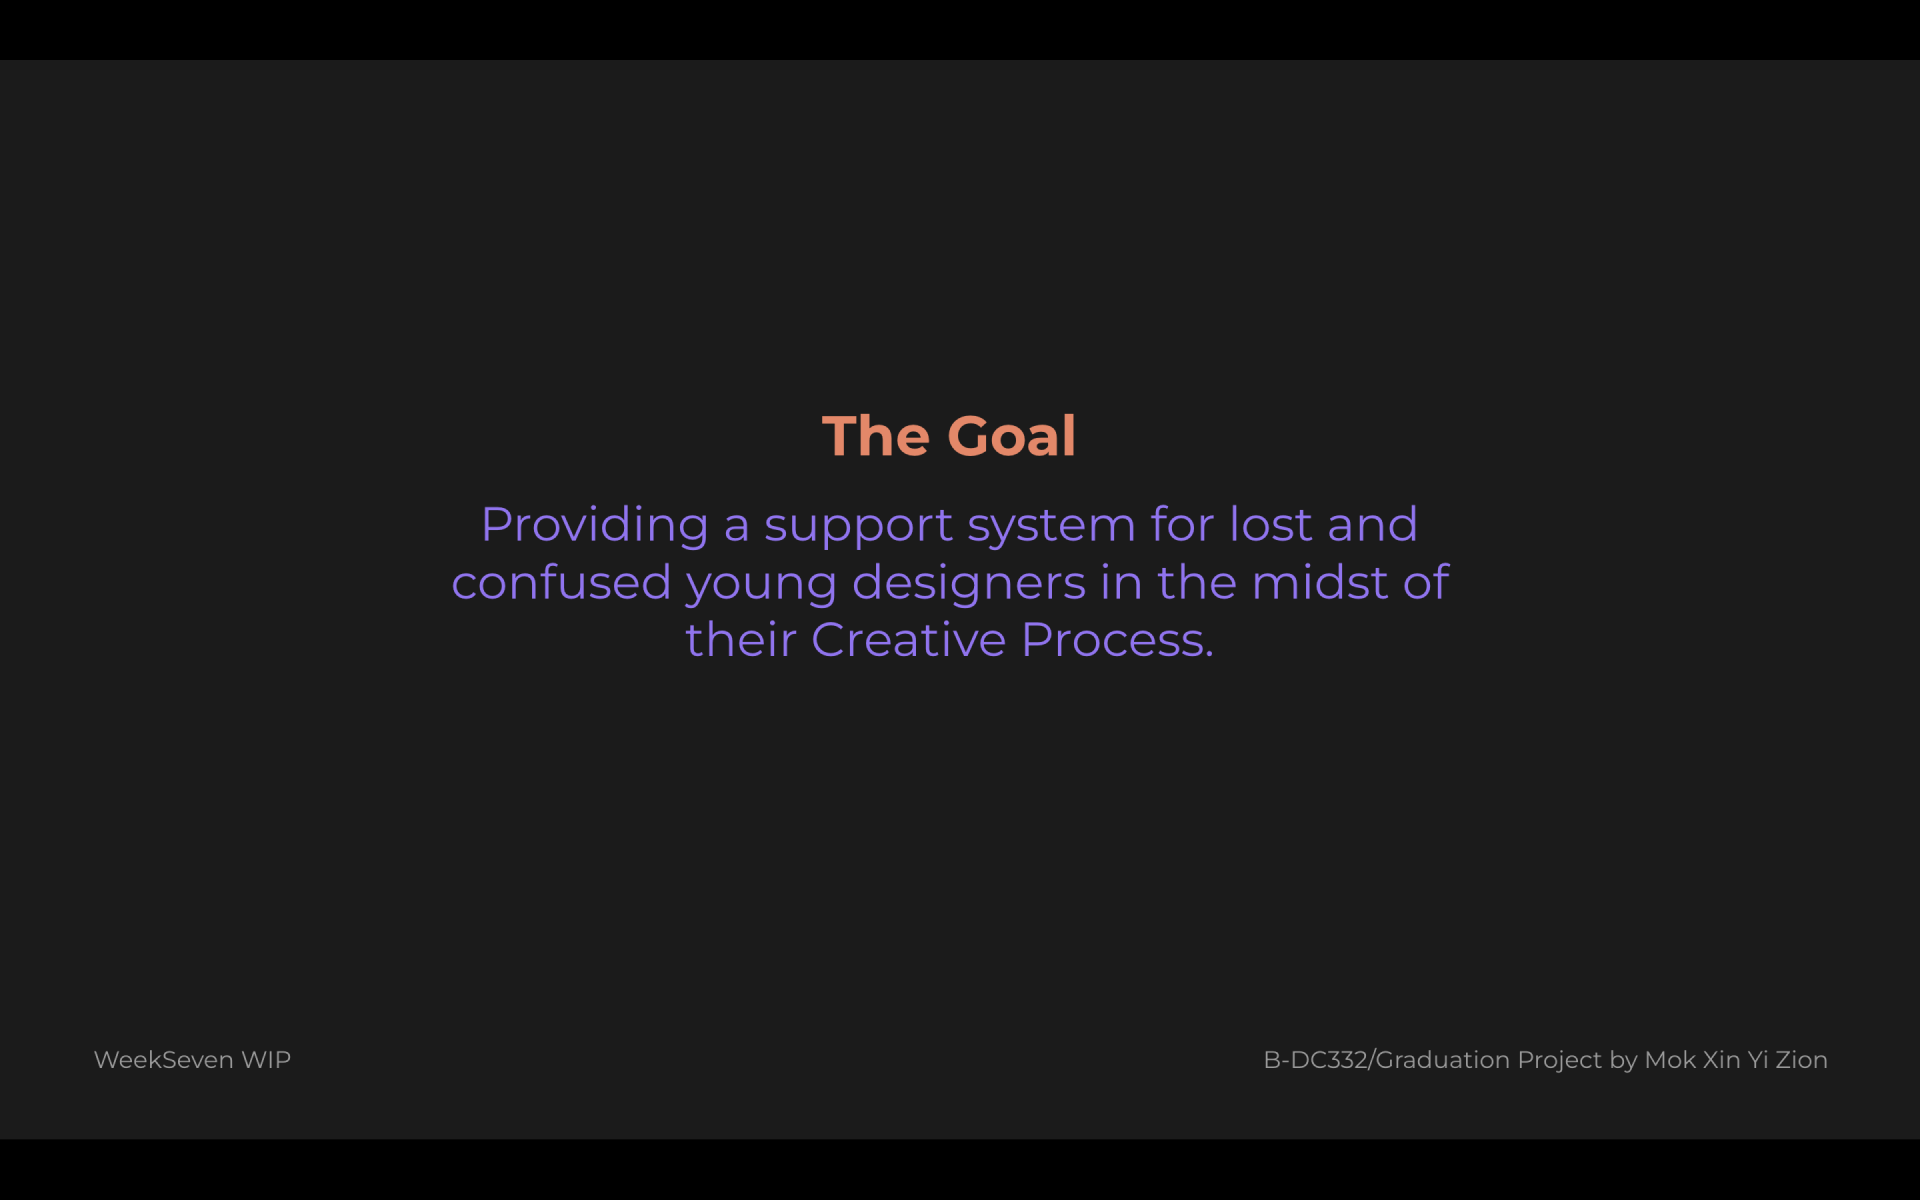 The Goal
Providing a support system for lost and
confused young designers in the midst of
their Creative Process.
WeekSeven WIP
B-DC332/Graduation Project by Mok Xin Yi Zion